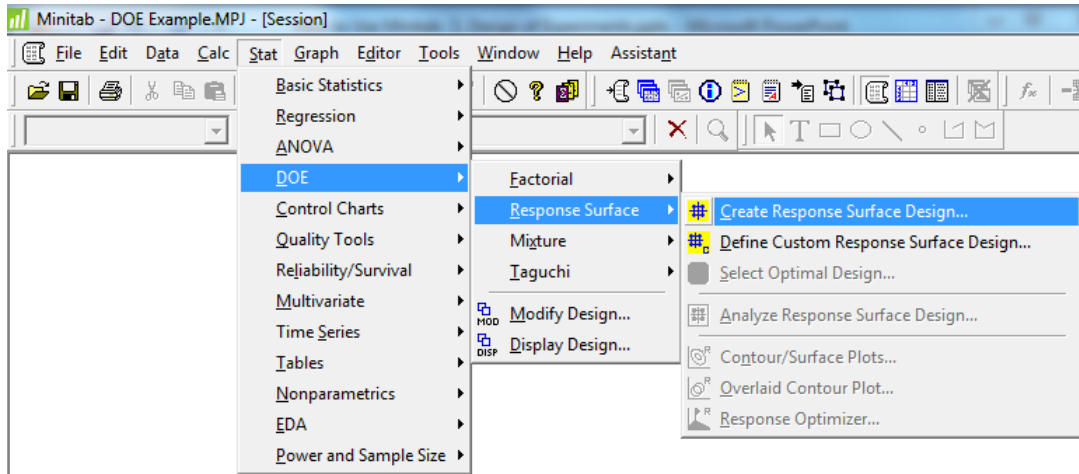 Minitab - DOE Example.MPJ - [Session]
File Edit Data Calc Stat Graph Editor Tools Window Help Assistant
Basic Statistics
Regression
ANOVA
DOE
Control Charts
Quality Tools
Reliability/Survival
Multivariate
Time Series
Tables
Nonparametrics
EDA
Power and Sample Size
Factorial
Response Surface
Mixture
Taguchi
MOD Modify Design...
DISP Display Design...
Create Response Surface Design...
Define Custom Response Surface Design...
Select Optimal Design...
Analyze Response Surface Design...
Contour/Surface Plots...
Overlaid Contour Plot...
Response Optimizer...